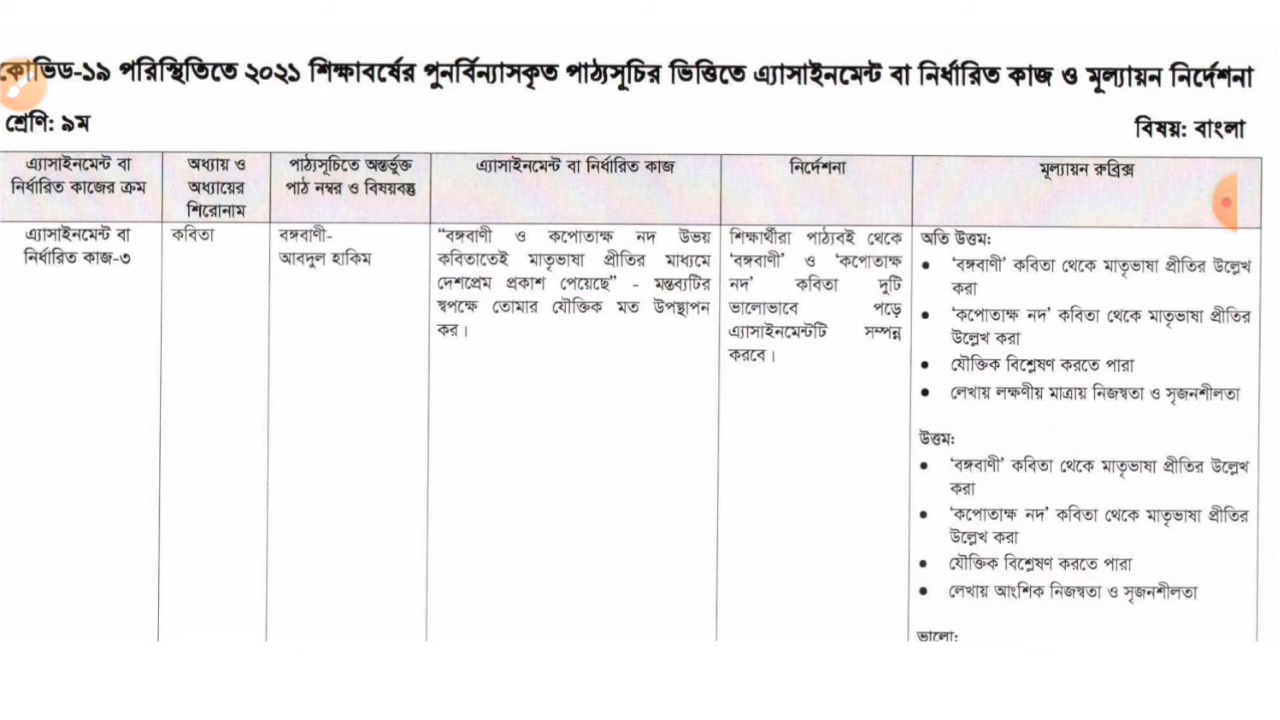 কোভিড-১৯ পরিস্থিতিতে ২০২১ শিক্ষাবর্ষের পুনর্বিন্যাসকৃত পাঠ্যসূচির ভিত্তিতে এ্যাসাইনমেন্ট বা নির্ধারিত কাজ ও মূল্যায়ন নির্দেশনা
শ্রেণি: ৯ম
বিষয়: বাংলা
এ্যাসাইনমেন্ট বা
নির্ধারিত কাজের ক্রম
অধ্যায় ও
অধ্যায়ের
শিরোনাম
পাঠ্যসূচিতে অন্তর্ভুক্ত
পাঠ নম্বর ও বিষয়বস্তু
এ্যাসাইনমেন্ট বা নির্ধারিত কাজ
নির্দেশনা
মূল্যায়ন রুব্রিক্স
এ্যাসাইনমেন্ট বা
নির্ধারিত কাজ-৩
কবিতা
বঙ্গবাণী-
আবদুল হাকিম
“বঙ্গবাণী ও কপোতাক্ষ নদ উভয়
কবিতাতেই মাতৃভাষা প্রীতির মাধ্যমে
দেশপ্রেম প্রকাশ পেয়েছে” - মন্তব্যটির
স্বপক্ষে তোমার যৌক্তিক মত উপস্থাপন
কর।
শিক্ষার্থীরা পাঠ্যবই থেকে
‘বঙ্গবাণী’ ও ‘কপোতাক্ষ
নদ’ কবিতা দুটি
ভালোভাবে পড়ে
এ্যাসাইনমেন্টটি সম্পন্ন
করবে।
অতি উত্তম:
• ‘বঙ্গবাণী’ কবিতা থেকে মাতৃভাষা প্রীতির উল্লেখ
করা
• ‘কপোতাক্ষ নদ’ কবিতা থেকে মাতৃভাষা প্রীতির
উল্লেখ করা
• যৌক্তিক বিশ্লেষণ করতে পারা
• লেখায় লক্ষণীয় মাত্রায় নিজস্বতা ও সৃজনশীলতা
উত্তম:
• ‘বঙ্গবাণী’ কবিতা থেকে মাতৃভাষা প্রীতির উল্লেখ
করা
• ‘কপোতাক্ষ নদ’ কবিতা থেকে মাতৃভাষা প্রীতির
উল্লেখ করা
• যৌক্তিক বিশ্লেষণ করতে পারা
• লেখায় আংশিক নিজস্বতা ও সৃজনশীলতা
ভালো: